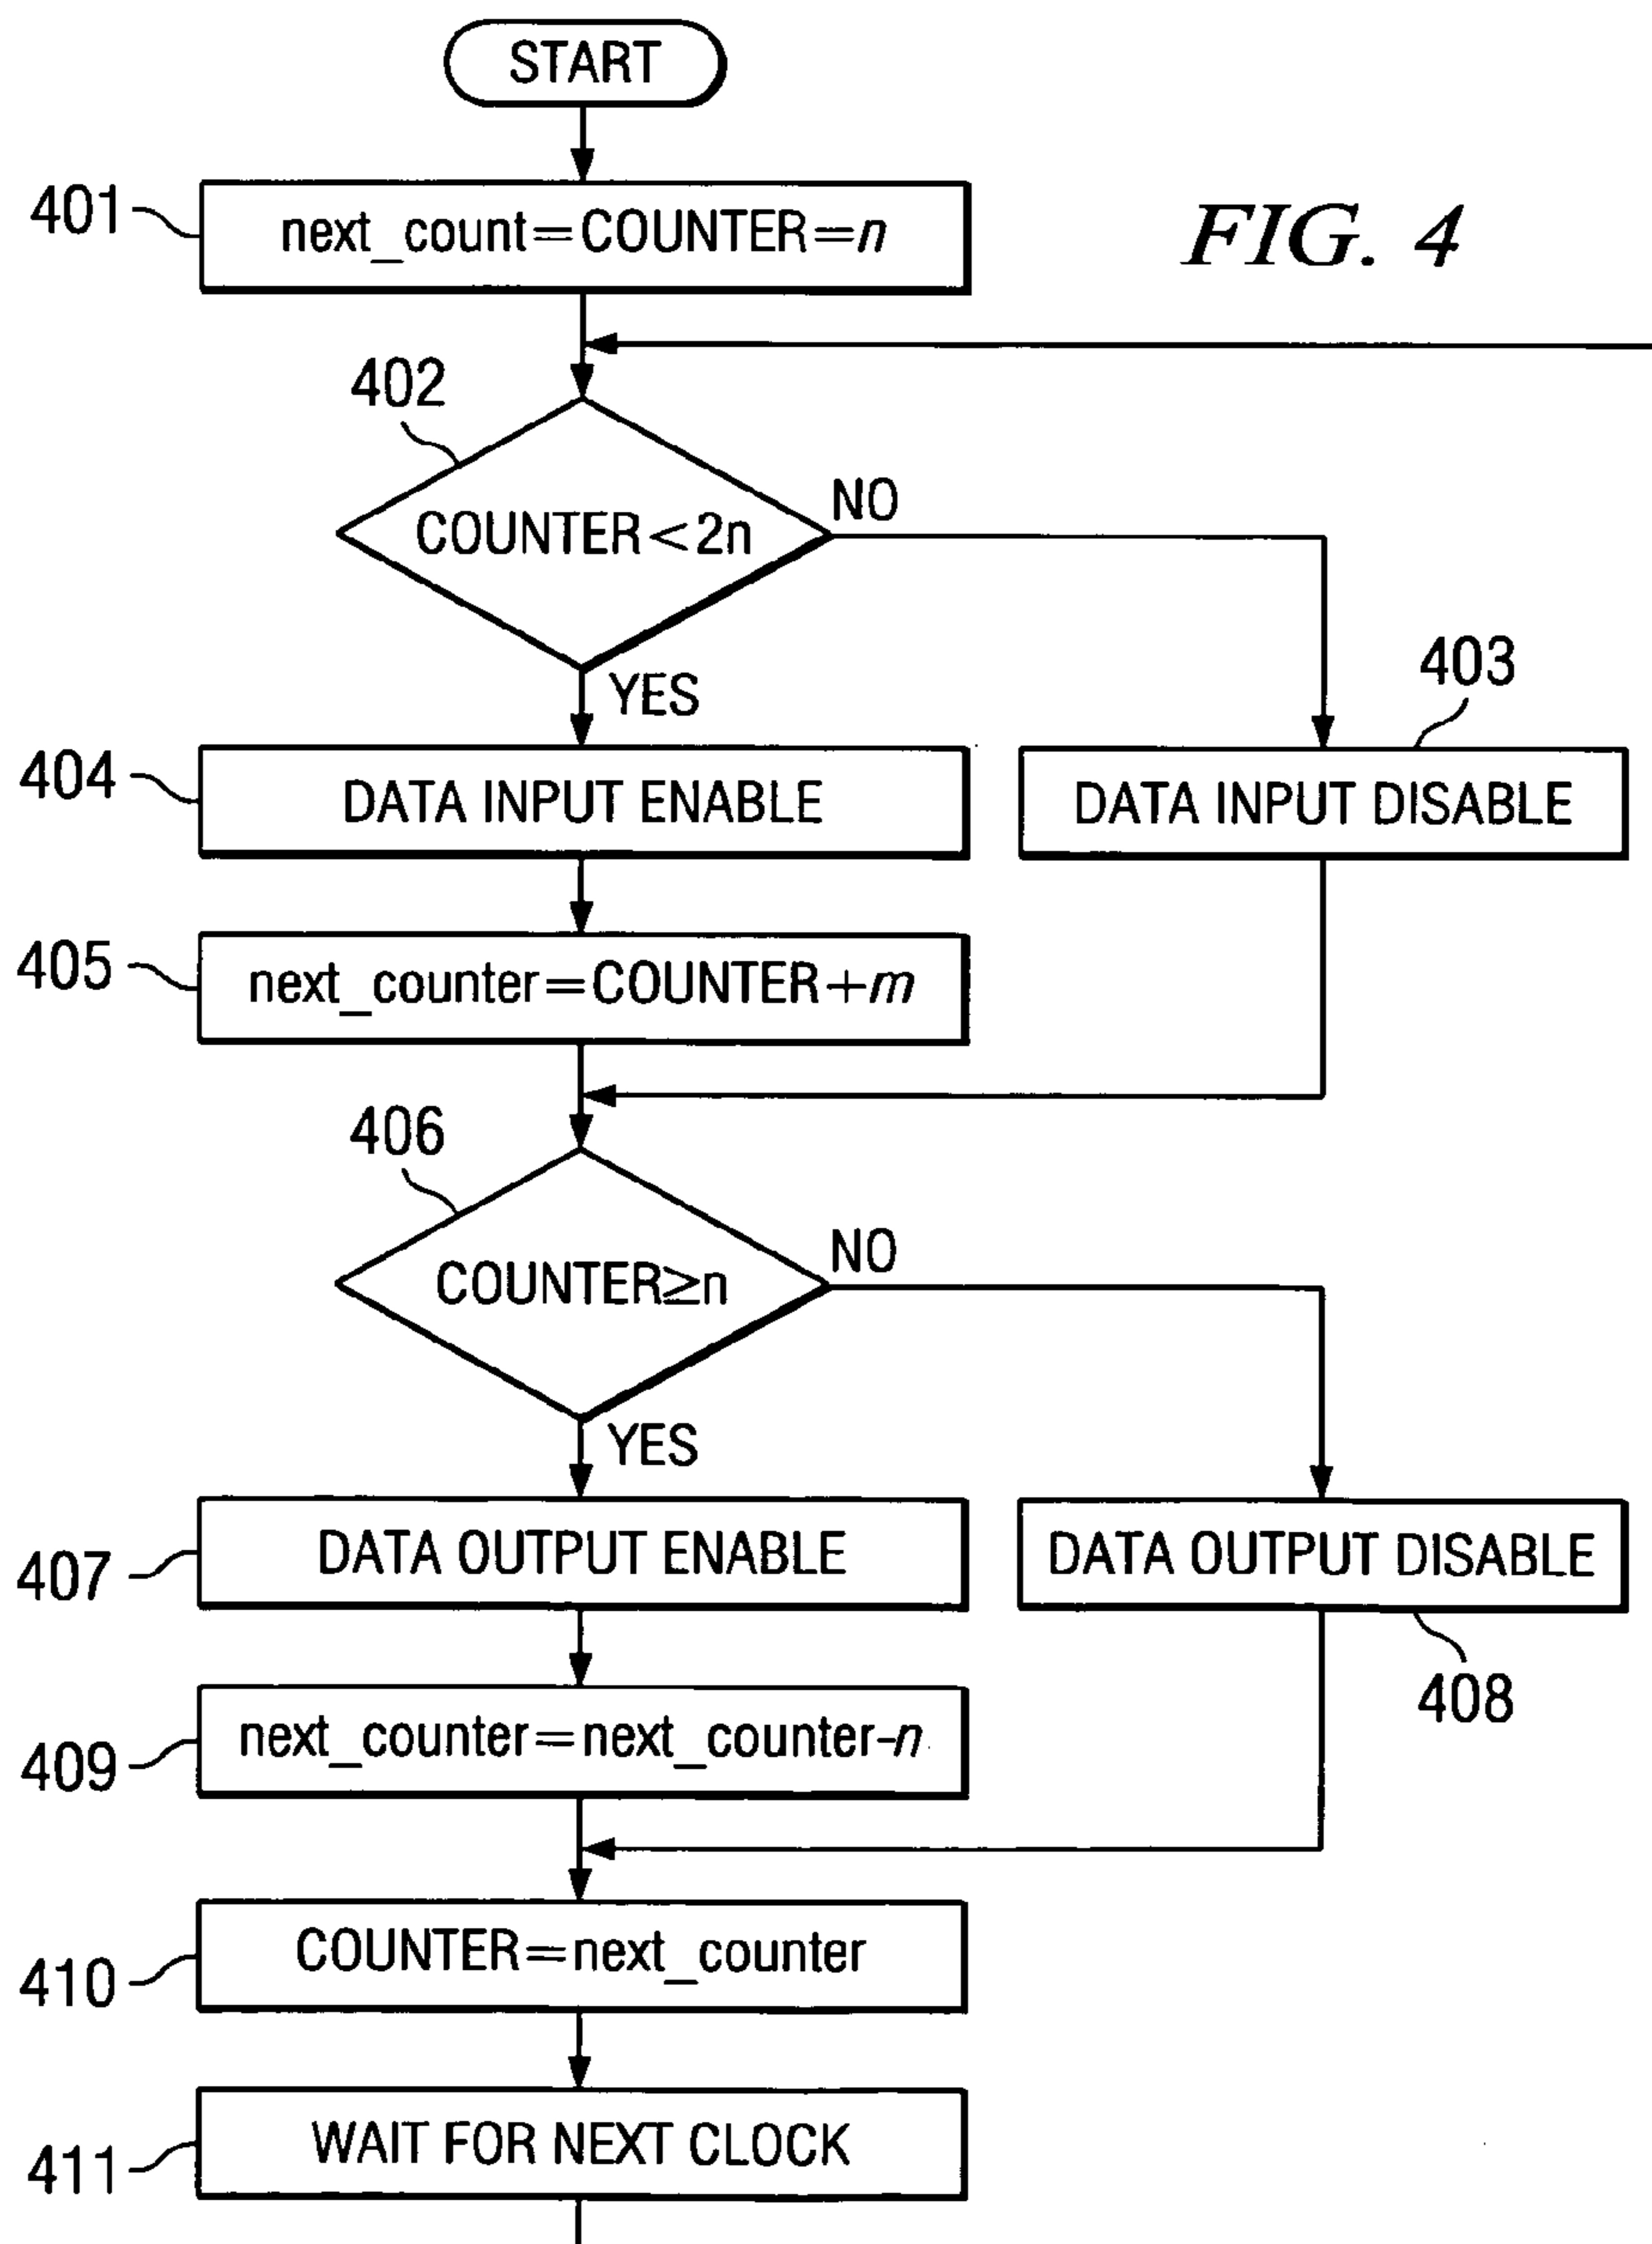 START
401
next_count=COUNTER=n
FIG. 4
402
COUNTER<2n
NO
YES
403
404
DATA INPUT ENABLE
DATA INPUT DISABLE
405
next_counter=COUNTER+m
406
COUNTER≥n
NO
YES
407
DATA OUTPUT ENABLE
DATA OUTPUT DISABLE
408
409
next_counter=next_counter-n
410
COUNTER=next_counter
411
WAIT FOR NEXT CLOCK